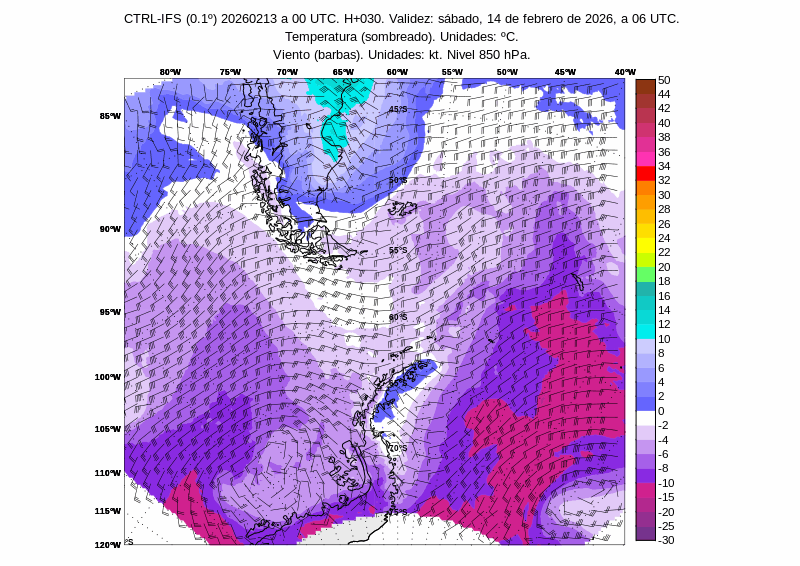 CTRL-IFS (0.1º) 20260213 a 00 UTC. H+030. Validez: sábado, 14 de febrero de 2026, a 06 UTC.
Temperatura (sombreado). Unidades: ºC.
Viento (barbas). Unidades: kt. Nivel 850 hPa.
80°W 75°W 70°W 65°W 60°W 55°W 50°W 45°W 40°W
85°W
90°W
95°W
100°W
105°W
110°W
115°W
120°W
45°S
50°S
55°S
60°S
65°S
70°S
75°S
°S
50
44
42
40
38
36
34
32
30
28
26
24
22
20
18
16
14
12
10
8
6
4
2
0
-2
-4
-6
-8
-10
-15
-20
-25
-30